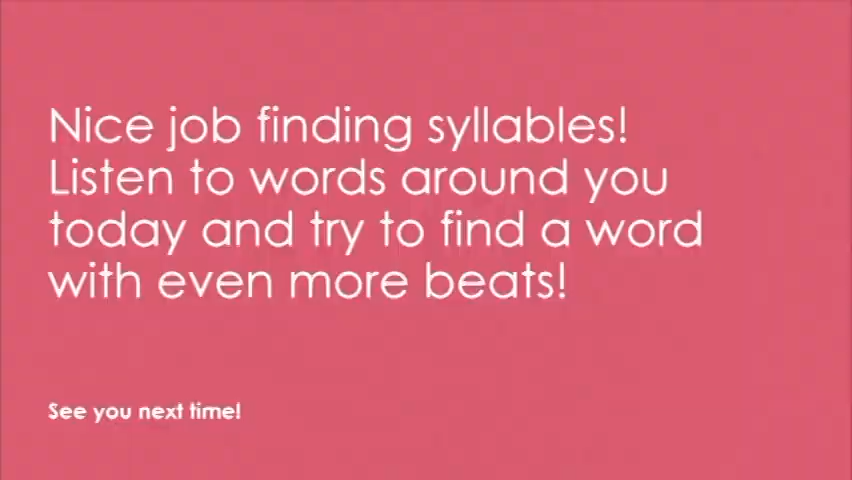 Nice job finding syllables!
Listen to words around you
today and try to find a word
with even more beats!
See you next time!